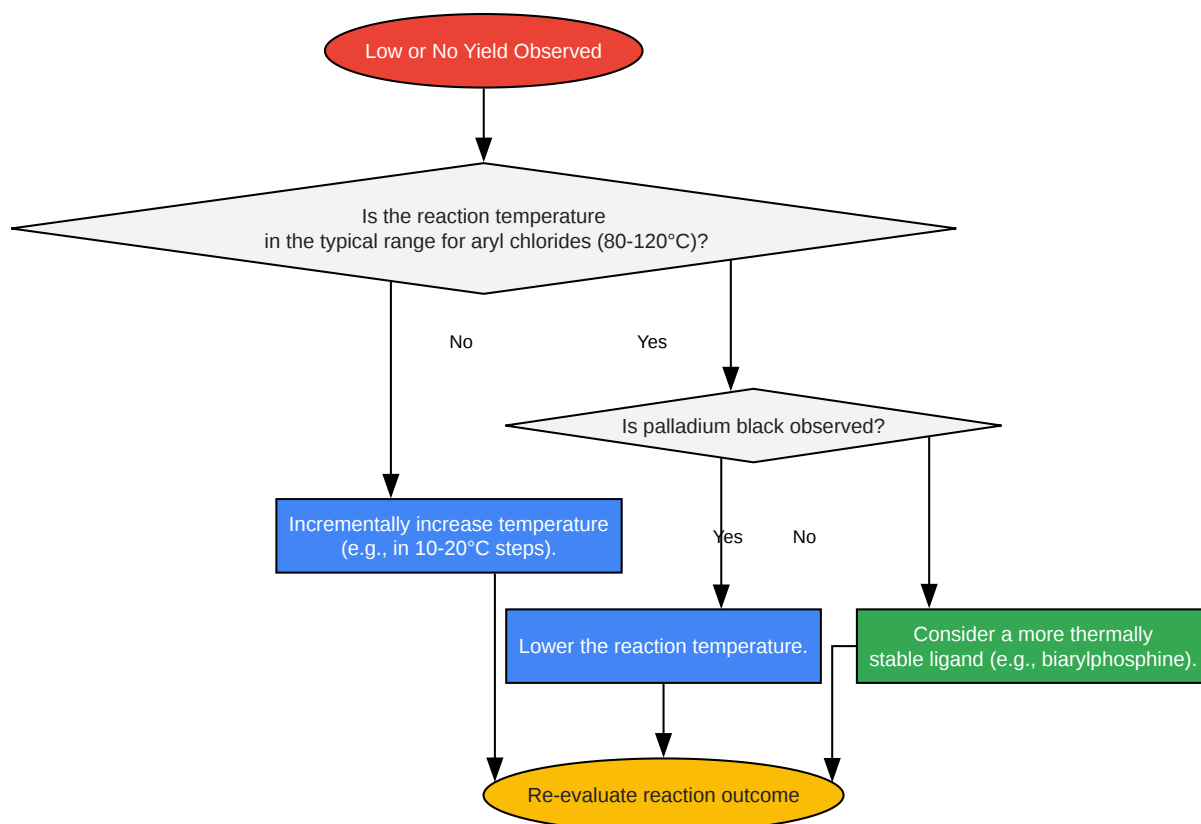 Low or No Yield Observed
Is the reaction temperature
in the typical range for aryl chlorides (80-120°C)?
No
Yes
Is palladium black observed?
Incrementally increase temperature
(e.g., in 10-20°C steps).
Yes
No
Lower the reaction temperature.
Consider a more thermally
stable ligand (e.g., biarylphosphine).
Re-evaluate reaction outcome